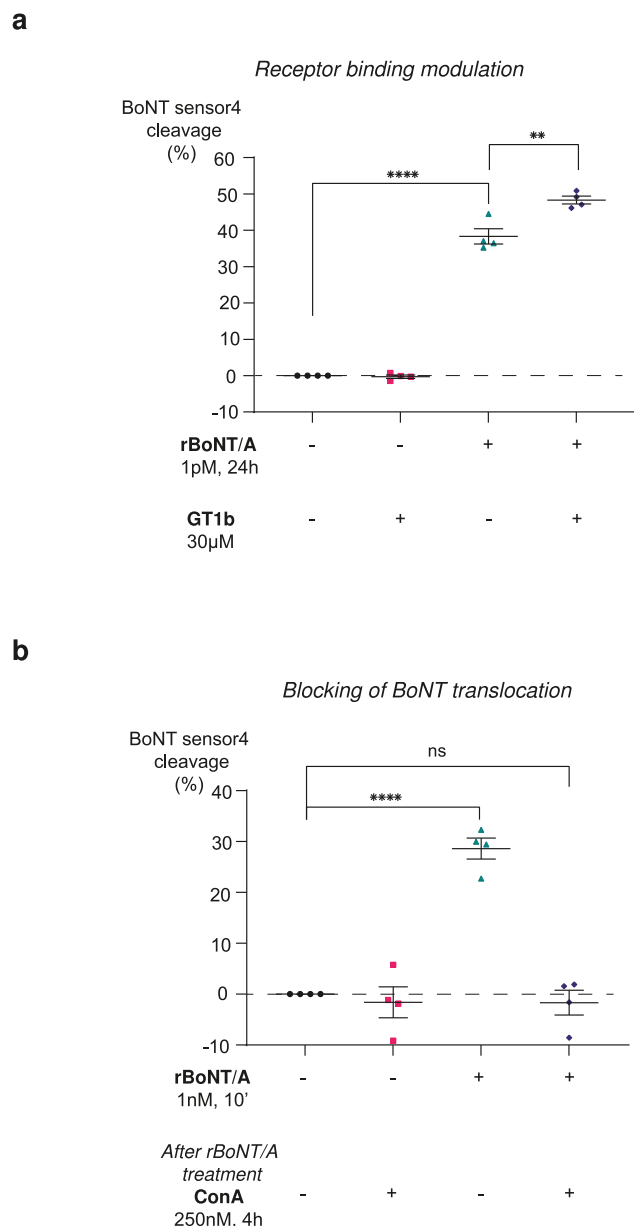 a
Receptor binding modulation
BoNT sensor4
cleavage
(%)
60
50
40
30
20
10
0
-10
****
**
rBoNT/A - - + +
1pM, 24h
GT1b - + - +
30µM
b
Blocking of BoNT translocation
BoNT sensor4
cleavage
(%)
ns
****
40
30
20
10
0
-10
rBoNT/A - - + +
1nM, 10'
After rBoNT/A
treatment
ConA - + - +
250nM, 4h